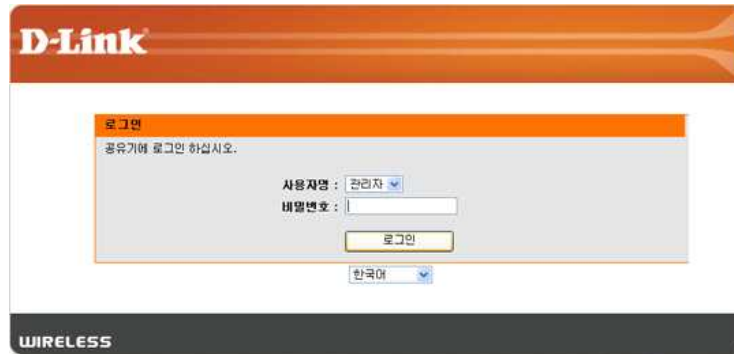 D-Link
로그인
공유기에 로그인 하십시오.
사용자명 : 관리자
비밀번호 :
로그인
한국어
WIRELESS